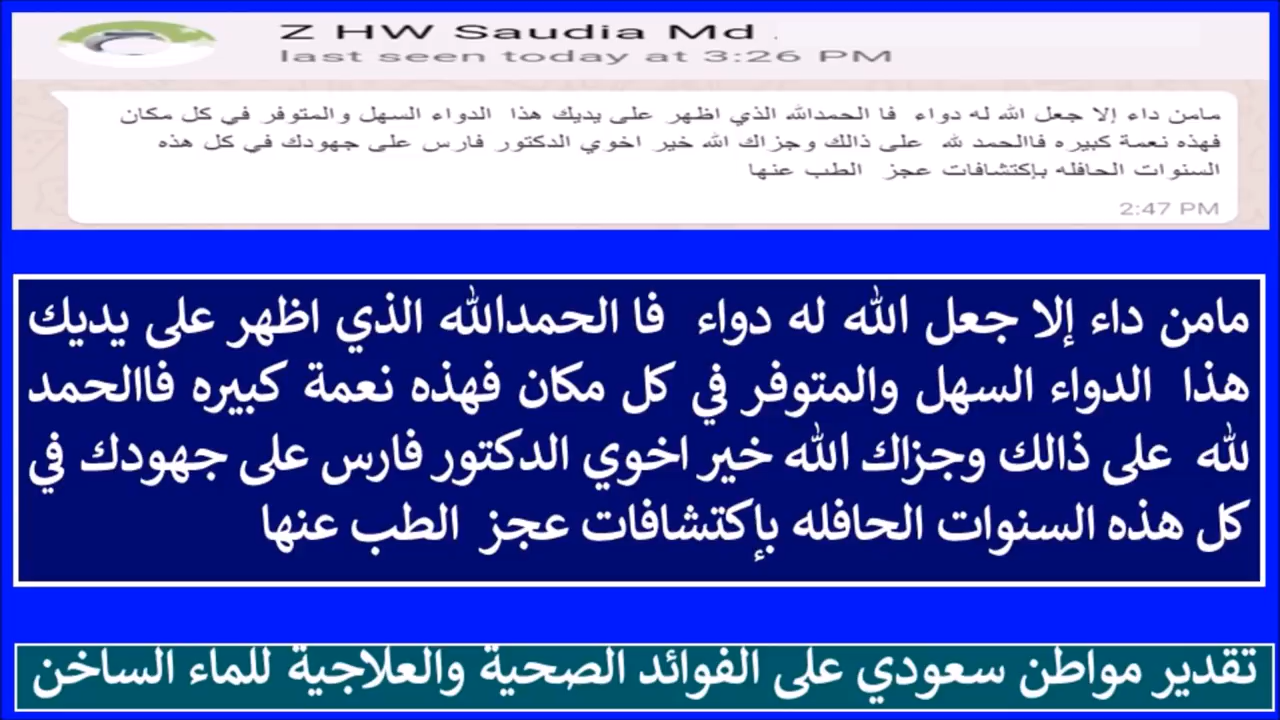 Z HW Saudia Md .
last seen today at 3:26 PM
مامن داء إلا جعل الله له دواء فا الحمدالله الذي اظهر على يديك هذا الدواء السهل والمتوفر في كل مكان
فهذه نعمة كبيره فاالحمد لله على ذالك وجزاك الله خير اخوي الدكتور فارس على جهودك في كل هذه
السنوات الحافله بإكتشافات عجز الطب عنها
2:47 PM
مامن داء إلا جعل الله له دواء فا الحمدالله الذي اظهر على يديك
هذا الدواء السهل والمتوفر في كل مكان فهذه نعمة كبيره فاالحمد
لله على ذالك وجزاك الله خير اخوي الدكتور فارس على جهودك في
كل هذه السنوات الحافله بإكتشافات عجز الطب عنها
تقدير مواطن سعودي على الفوائد الصحية والعلاجية للماء الساخن